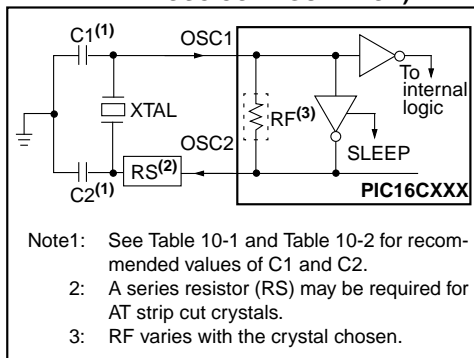 C1(1)
OSC1
To
internal
logic
XTAL
RF(3)
OSC2
SLEEP
C2(1)
RS(2)
PIC16CXXX
Note1: See Table 10-1 and Table 10-2 for recom-
mended values of C1 and C2.
2: A series resistor (RS) may be required for
AT strip cut crystals.
3: RF varies with the crystal chosen.